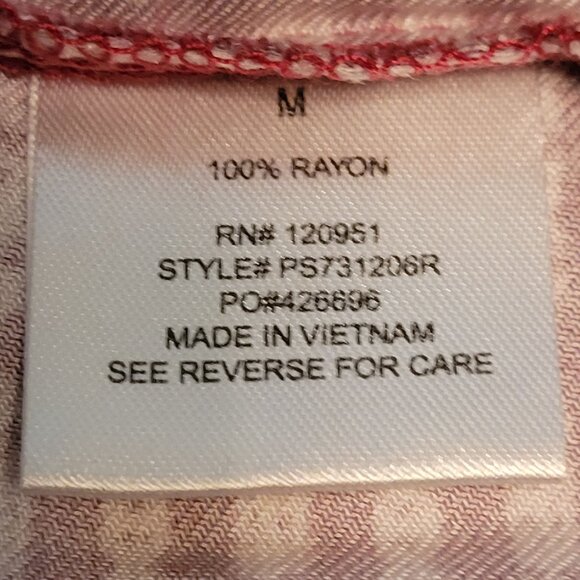 M
100% RAYON
RN# 120951
STYLE# PS731206R
PO#426696
MADE IN VIETNAM
SEE REVERSE FOR CARE